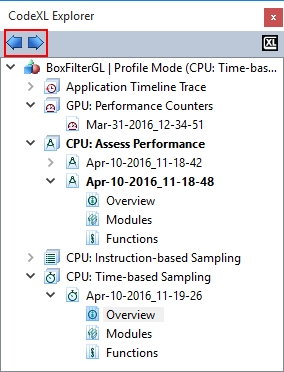 CodeXL Explorer
x
XL
BoxFilterGL | Profile Mode (CPU: Time-bas...
Application Timeline Trace
GPU: Performance Counters
Mar-31-2016_12-34-51
CPU: Assess Performance
A Apr-10-2016_11-18-42
A Apr-10-2016_11-18-48
Overview
Modules
Functions
CPU: Instruction-based Sampling
CPU: Time-based Sampling
Apr-10-2016_11-19-26
Overview
Modules
Functions